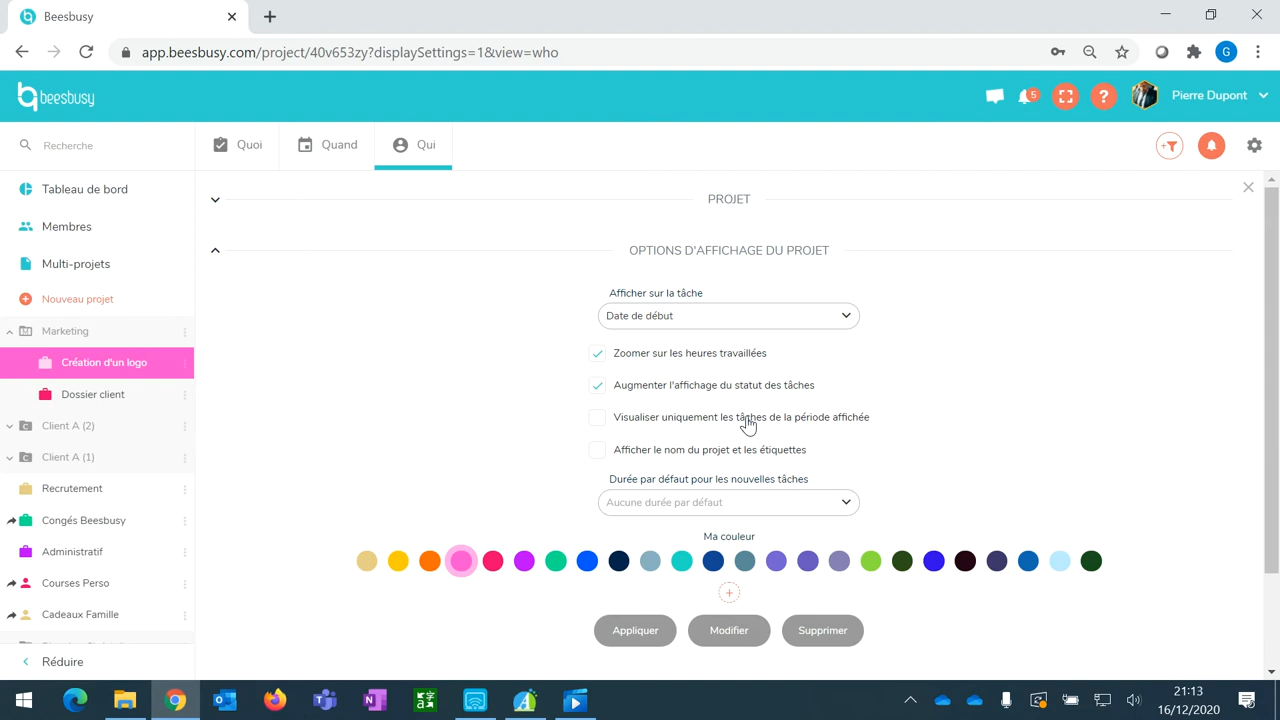 Beesbusy
app.beesbusy.com/project/40v653zy?displaySettings=1&view=who
G
beesbusy
5
?
Pierre Dupont
Recherche
Quoi
Quand
Qui
Tableau de bord
Membres
Multi-projets
Nouveau projet
Marketing
Création d'un logo
Dossier client
Client A (2)
Client A (1)
Recrutement
Congés Beesbusy
Administratif
Courses Perso
Cadeaux Famille
Réduire
PROJET
OPTIONS D'AFFICHAGE DU PROJET
Afficher sur la tâche
Date de début
Zoomer sur les heures travaillées
Augmenter l'affichage du statut des tâches
Visualiser uniquement les tâches de la période affichée
Afficher le nom du projet et les étiquettes
Durée par défaut pour les nouvelles tâches
Aucune durée par défaut
Ma couleur
Appliquer
Modifier
Supprimer
21:13
16/12/2020